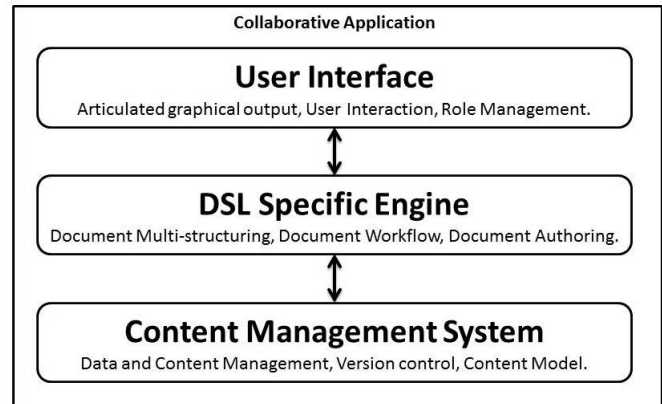 Collaborative Application
User Interface
Articulated graphical output, User Interaction, Role Management.
DSL Specific Engine
Document Multi-structuring, Document Workflow, Document Authoring.
Content Management System
Data and Content Management, Version control, Content Model.